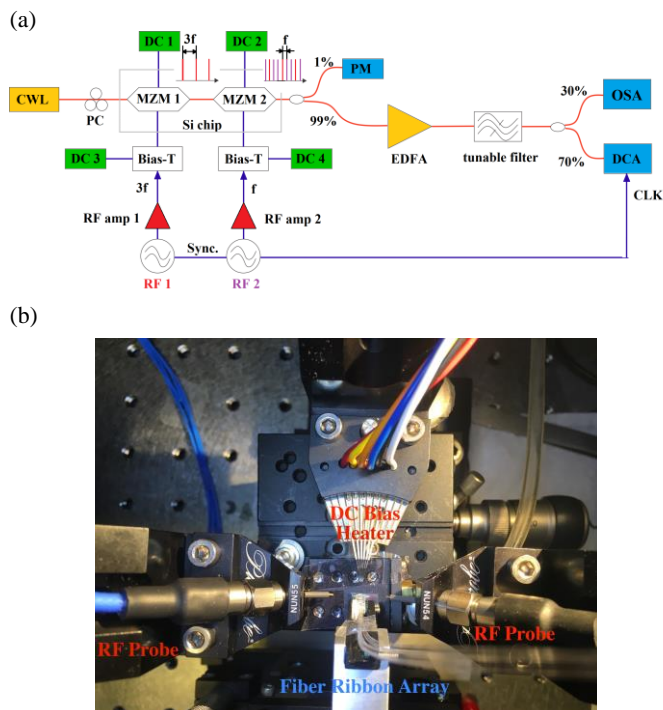 (a)
DC 1
3f
DC 2
f
1%
PM
CWL
PC
MZM 1
MZM 2
Si chip
99%
EDFA
tunable filter
30%
OSA
70%
DCA
CLK
DC 3
Bias-T
Bias-T
DC 4
3f
f
RF amp 1
RF amp 2
Sync.
RF 1
RF 2
(b)
DC Bias
Heater
NUN55
NUN54
RF Probe
RF Probe
Fiber Ribbon Array